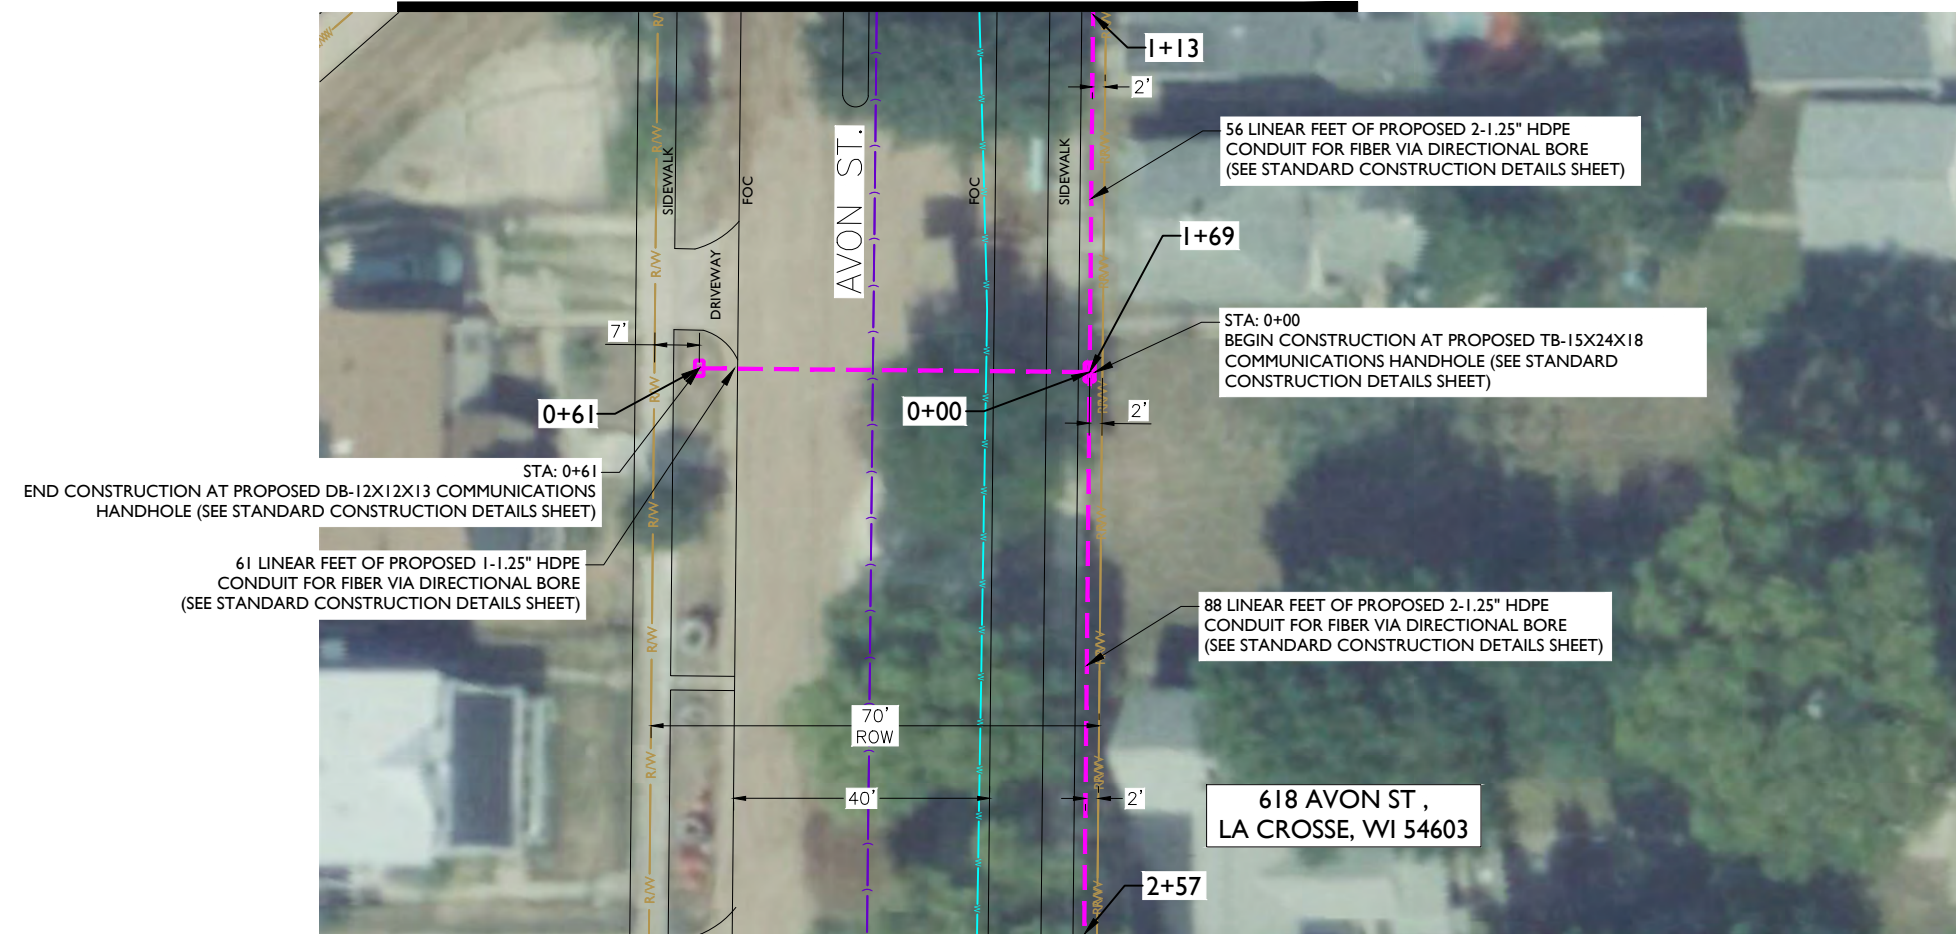 1+13
2'
56 LINEAR FEET OF PROPOSED 2-1.25" HDPE
CONDUIT FOR FIBER VIA DIRECTIONAL BORE
(SEE STANDARD CONSTRUCTION DETAILS SHEET)
SIDEWALK
FOC
AVON ST.
FOC
SIDEWALK
1+69
DRIVEWAY
7'
STA: 0+00
BEGIN CONSTRUCTION AT PROPOSED TB-15X24X18
COMMUNICATIONS HANDHOLE (SEE STANDARD
CONSTRUCTION DETAILS SHEET)
0+61
0+00
2'
STA: 0+61
END CONSTRUCTION AT PROPOSED DB-12X12X13 COMMUNICATIONS
HANDHOLE (SEE STANDARD CONSTRUCTION DETAILS SHEET)
61 LINEAR FEET OF PROPOSED 1-1.25" HDPE
CONDUIT FOR FIBER VIA DIRECTIONAL BORE
(SEE STANDARD CONSTRUCTION DETAILS SHEET)
88 LINEAR FEET OF PROPOSED 2-1.25" HDPE
CONDUIT FOR FIBER VIA DIRECTIONAL BORE
(SEE STANDARD CONSTRUCTION DETAILS SHEET)
70'
ROW
40'
2'
618 AVON ST ,
LA CROSSE, WI 54603
2+57
R/W
R/W
R/W
R/W
R/W
R/W
R/W
R/W